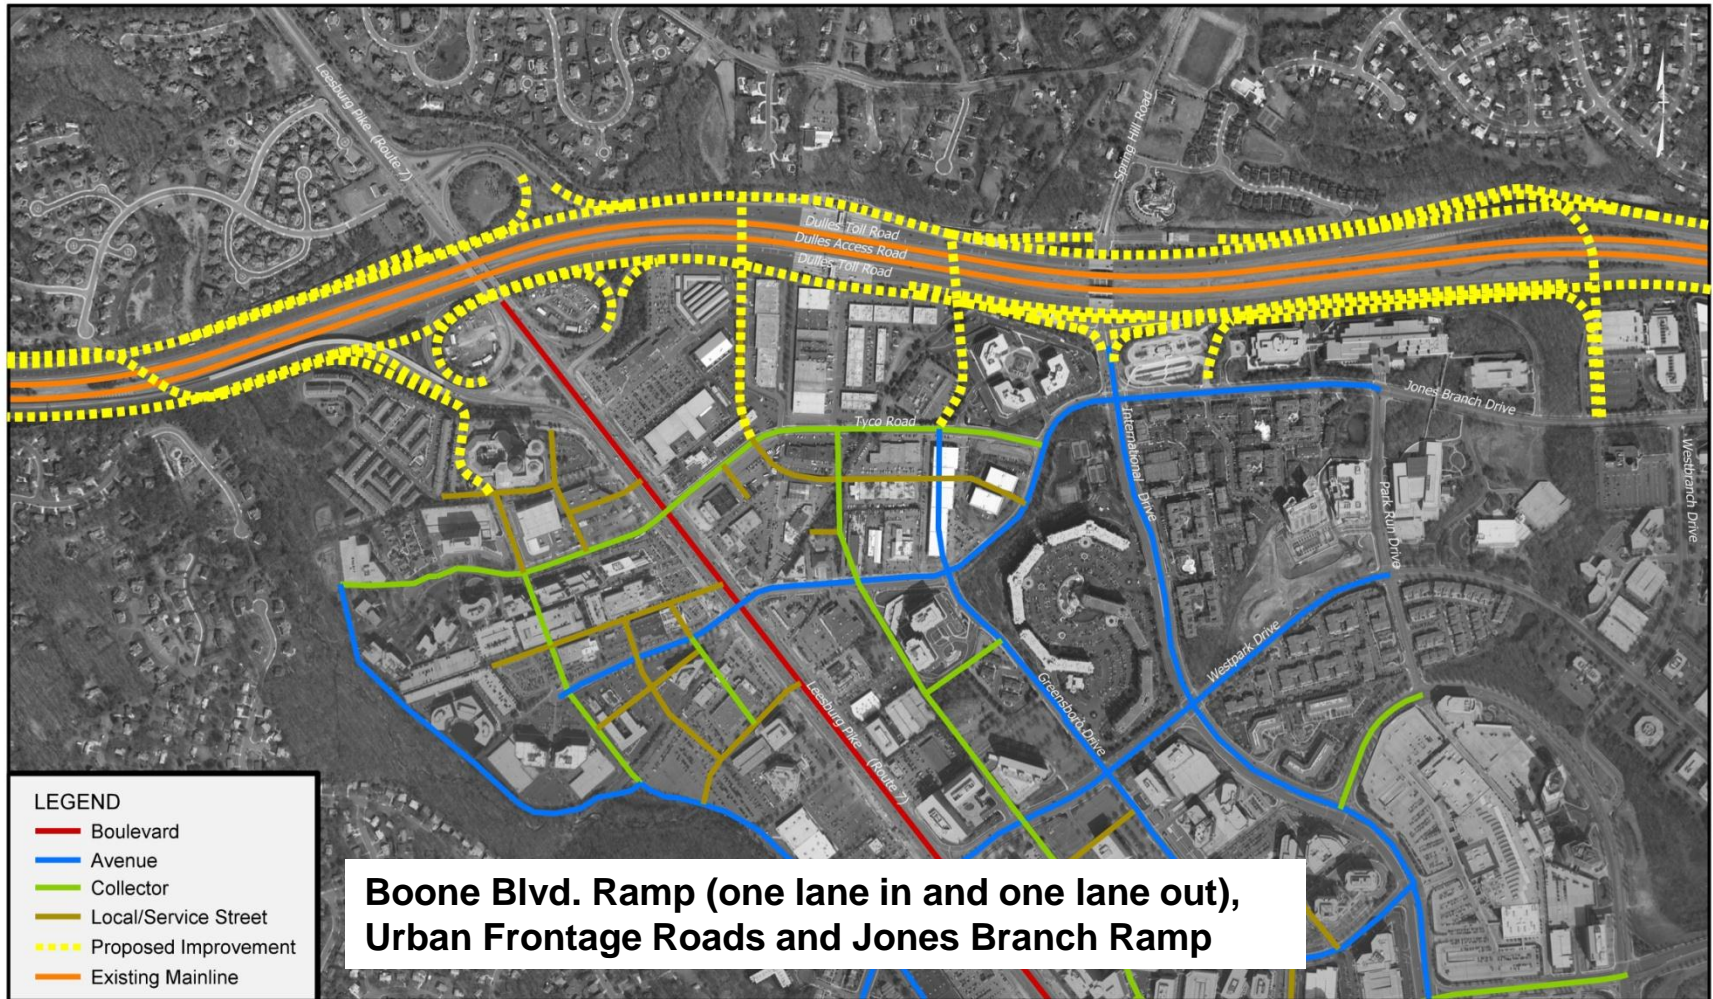 Leesburg Pike (Route 7)
Spring Hill Road
Dulles Toll Road
Dulles Access Road
Dulles Toll Road
Jones Branch Drive
Tyco Road
International Drive
Park Run Drive
Westbranch Drive
Westpark Drive
Greensboro Drive
Leesburg Pike (Route 7)
LEGEND
Boulevard
Avenue
Collector
Local/Service Street
Proposed Improvement
Existing Mainline
Boone Blvd. Ramp (one lane in and one lane out),
Urban Frontage Roads and Jones Branch Ramp